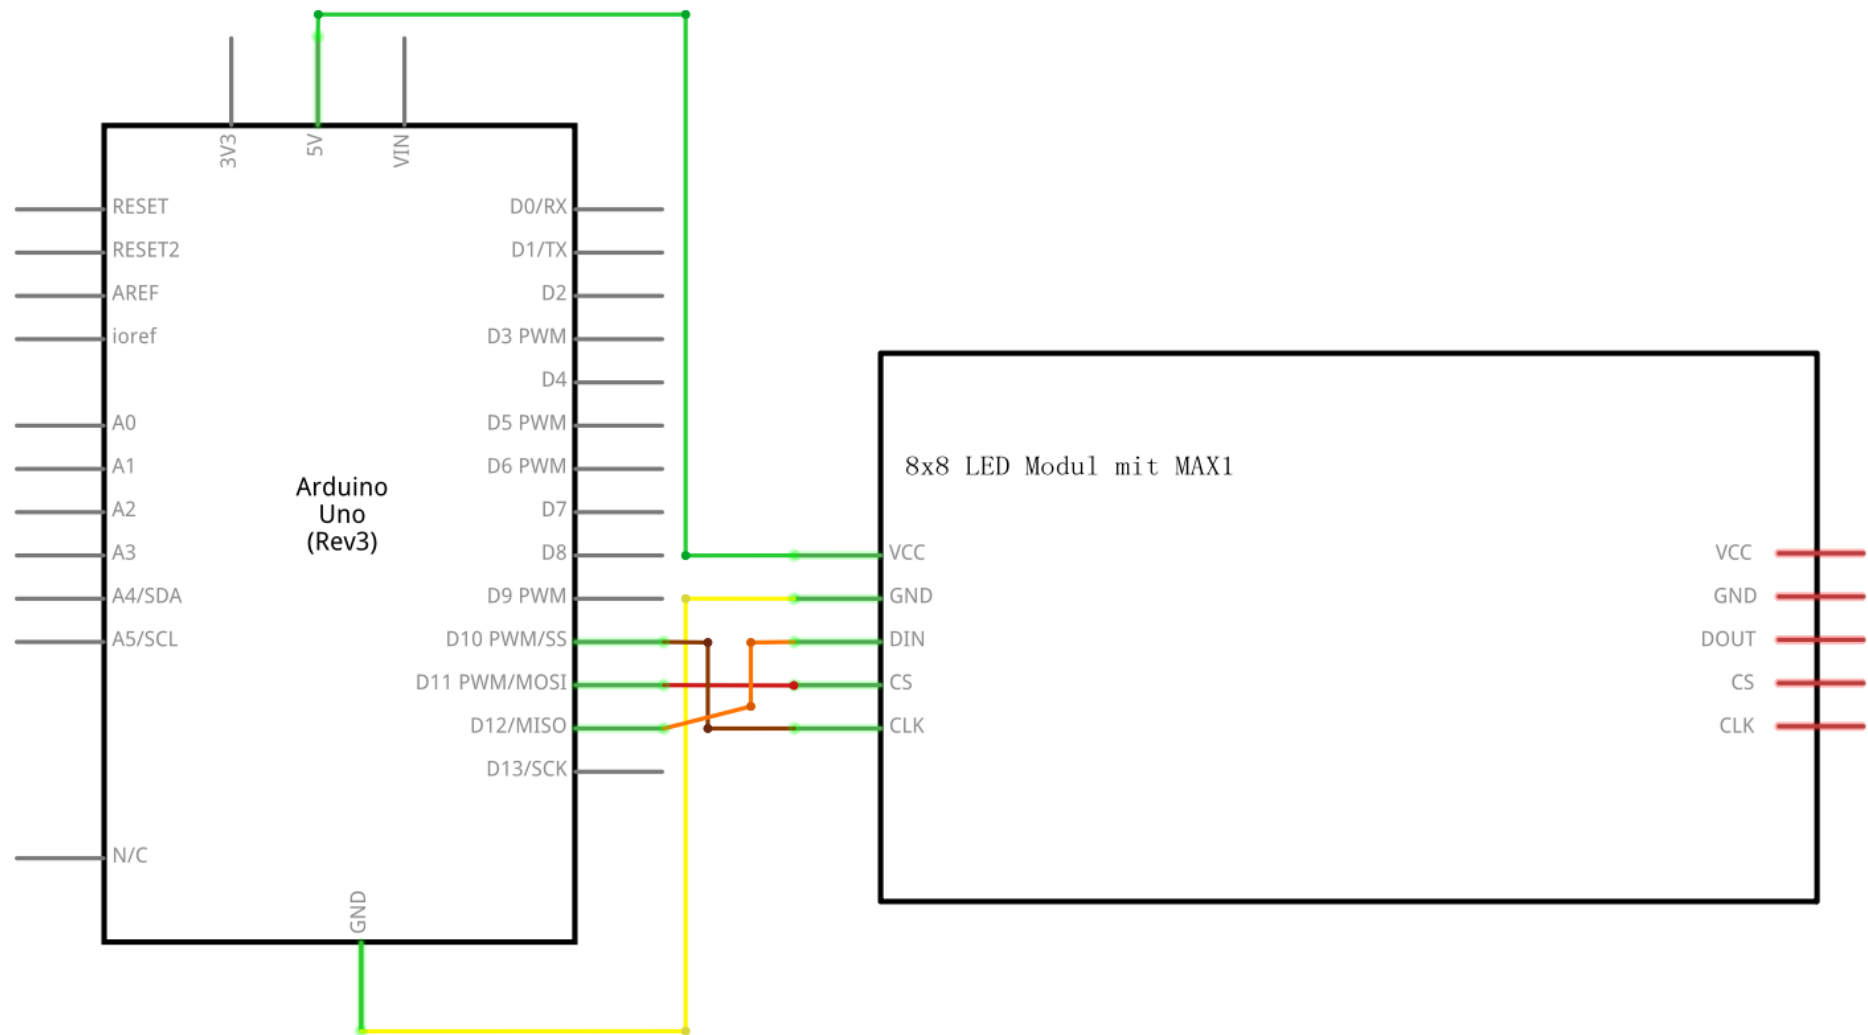 3V3
5V
VIN
RESET
RESET2
AREF
ioref
A0
A1
A2
A3
A4/SDA
A5/SCL
N/C
Arduino
Uno
(Rev3)
D0/RX
D1/TX
D2
D3 PWM
D4
D5 PWM
D6 PWM
D7
D8
D9 PWM
D10 PWM/SS
D11 PWM/MOSI
D12/MISO
D13/SCK
GND
8x8 LED Modul mit MAX1
VCC
GND
DIN
CS
CLK
VCC
GND
DOUT
CS
CLK